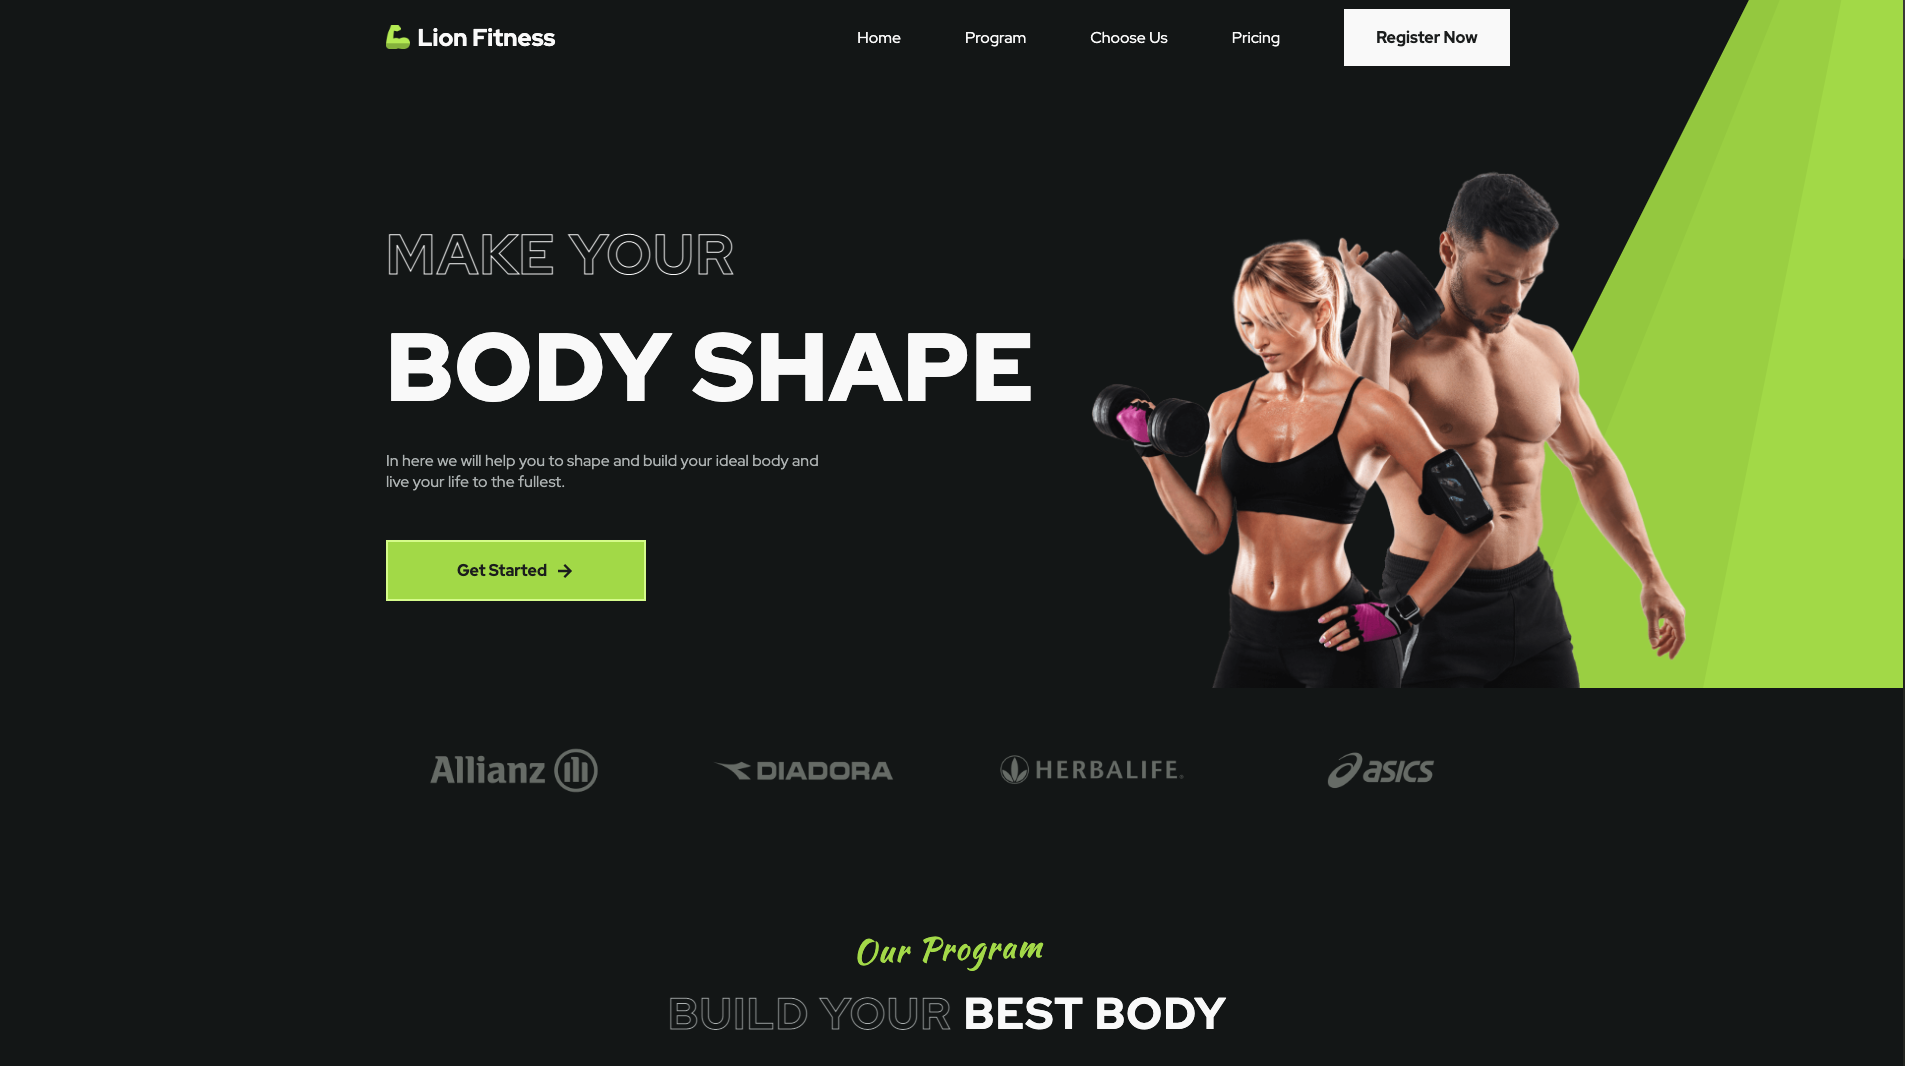 Lion Fitness
Home
Program
Choose Us
Pricing
Register Now
MAKE YOUR
BODY SHAPE
In here we will help you to shape and build your ideal body and
live your life to the fullest.
Get Started
Allianz
DIADORA
HERBALIFE
asics
Our Program
BUILD YOUR BEST BODY